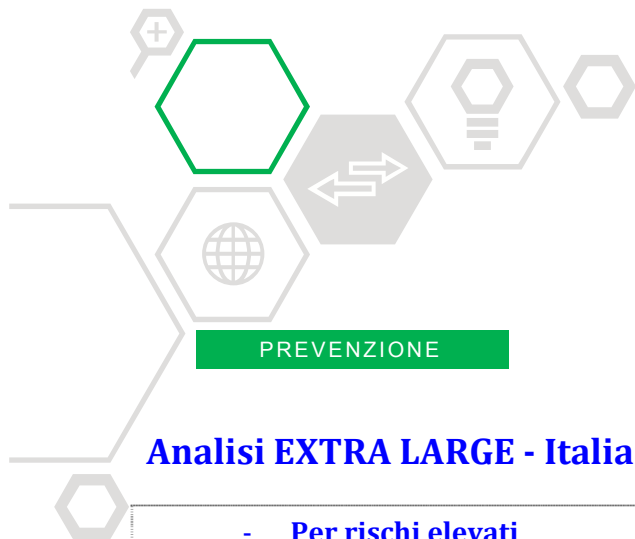 PREVENZIONE
Analisi EXTRA LARGE - Italia
- Per rischi elevati